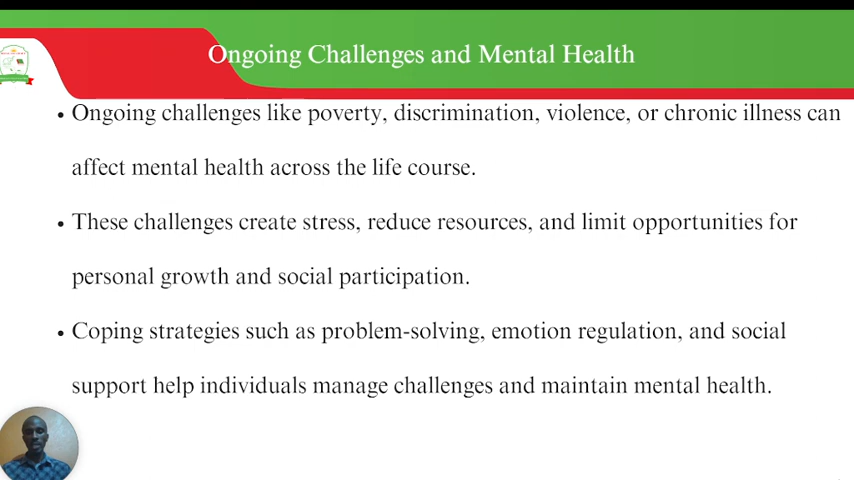 Ongoing Challenges and Mental Health
• Ongoing challenges like poverty, discrimination, violence, or chronic illness can
affect mental health across the life course.
• These challenges create stress, reduce resources, and limit opportunities for
personal growth and social participation.
• Coping strategies such as problem-solving, emotion regulation, and social
support help individuals manage challenges and maintain mental health.